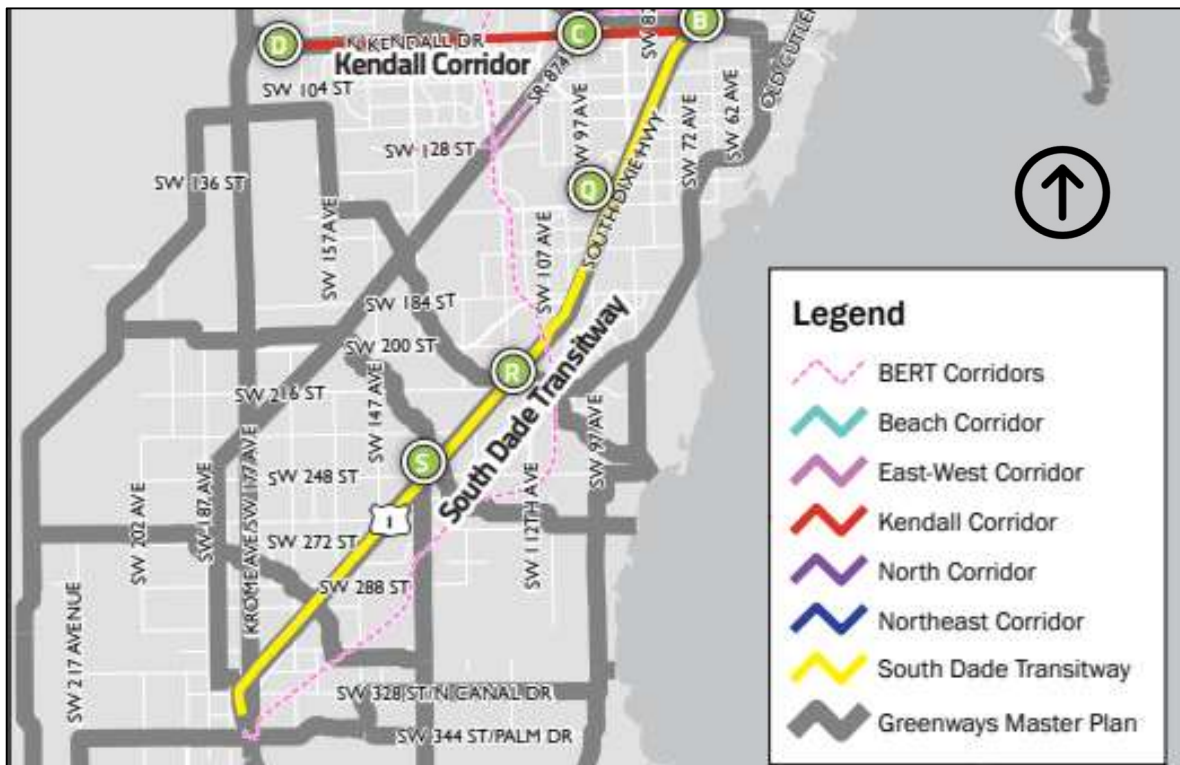 D
C
B
N KENDALL DR
Kendall Corridor
SW 87
OLD CUTLER
SW 104 ST
SR-874
SW 97 AVE
SW 72 AVE
SW 62 AVE
SW 128 ST
SW 136 ST
Q
SOUTH DIXIE HWY
SW 157 AVE
SW 107 AVE
SW 184 ST
SW 200 ST
R
South Dade Transitway
SW 216 ST
SW 147 AVE
KROME AVE/SW 177 AVE
SW 97 AVE
S
SW 248 ST
SW 187 AVE
SW 202 AVE
SW 112TH AVE
1
SW 272 ST
SW 288 ST
SW 217 AVENUE
SW 328 ST/N CANAL DR
SW 344 ST/PALM DR
Legend
BERT Corridors
Beach Corridor
East-West Corridor
Kendall Corridor
North Corridor
Northeast Corridor
South Dade Transitway
Greenways Master Plan